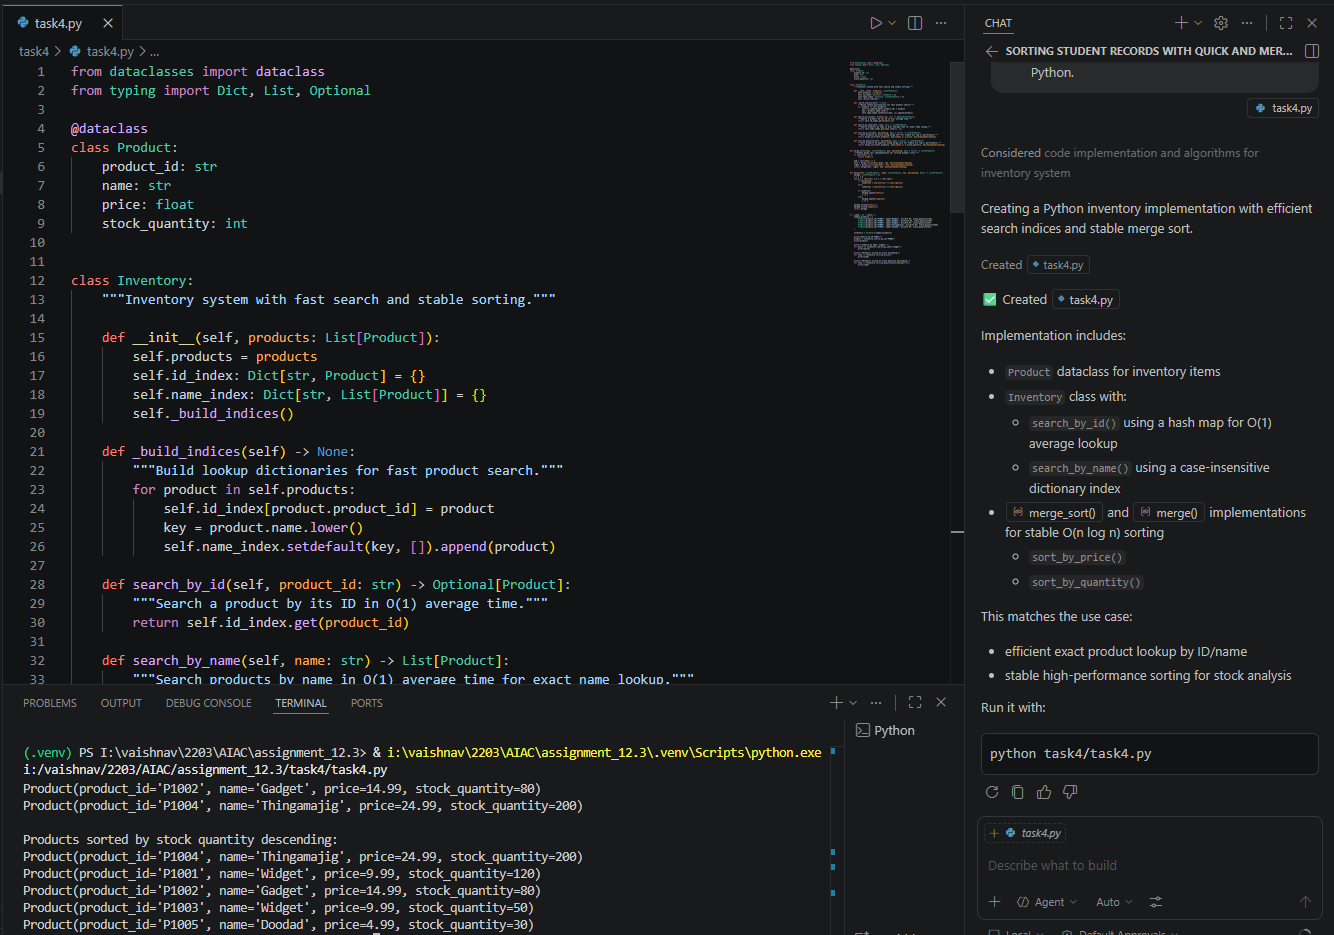 task4.py
task4 > task4.py > ...
1 from dataclasses import dataclass
2 from typing import Dict, List, Optional
3
4 @dataclass
5 class Product:
6 product_id: str
7 name: str
8 price: float
9 stock_quantity: int
10
11
12 class Inventory:
13 """Inventory system with fast search and stable sorting."""
14
15 def __init__(self, products: List[Product]):
16 self.products = products
17 self.id_index: Dict[str, Product] = {}
18 self.name_index: Dict[str, List[Product]] = {}
19 self._build_indices()
20
21 def _build_indices(self) -> None:
22 """Build lookup dictionaries for fast product search."""
23 for product in self.products:
24 self.id_index[product.product_id] = product
25 key = product.name.lower()
26 self.name_index.setdefault(key, []).append(product)
27
28 def search_by_id(self, product_id: str) -> Optional[Product]:
29 """Search a product by its ID in O(1) average time."""
30 return self.id_index.get(product_id)
31
32 def search_by_name(self, name: str) -> List[Product]:
33 """Search products by name in O(1) average time for exact name lookup."""
PROBLEMS OUTPUT DEBUG CONSOLE TERMINAL PORTS
Python
(.venv) PS I:\vaishnav\2203\AIAC\assignment_12.3> & i:\vaishnav\2203\AIAC\assignment_12.3\.venv\Scripts\python.exe
i:/vaishnav/2203/AIAC/assignment_12.3/task4/task4.py
Product(product_id='P1002', name='Gadget', price=14.99, stock_quantity=80)
Product(product_id='P1004', name='Thingamajig', price=24.99, stock_quantity=200)

Products sorted by stock quantity descending:
Product(product_id='P1004', name='Thingamajig', price=24.99, stock_quantity=200)
Product(product_id='P1001', name='Widget', price=9.99, stock_quantity=120)
Product(product_id='P1002', name='Gadget', price=14.99, stock_quantity=80)
Product(product_id='P1003', name='Widget', price=9.99, stock_quantity=50)
Product(product_id='P1005', name='Doodad', price=4.99, stock_quantity=30)
CHAT
SORTING STUDENT RECORDS WITH QUICK AND MER...
Python.
task4.py
Considered code implementation and algorithms for
inventory system
Creating a Python inventory implementation with efficient
search indices and stable merge sort.
Created task4.py
✅ Created task4.py
Implementation includes:
• Product dataclass for inventory items
• Inventory class with:
search_by_id() using a hash map for O(1)
average lookup
search_by_name() using a case-insensitive
dictionary index
• merge_sort() and merge() implementations
for stable O(n log n) sorting
sort_by_price()
sort_by_quantity()
This matches the use case:
• efficient exact product lookup by ID/name
• stable high-performance sorting for stock analysis
Run it with:
python task4/task4.py
+ task4.py
Describe what to build
Agent Auto
Local Default Approvals